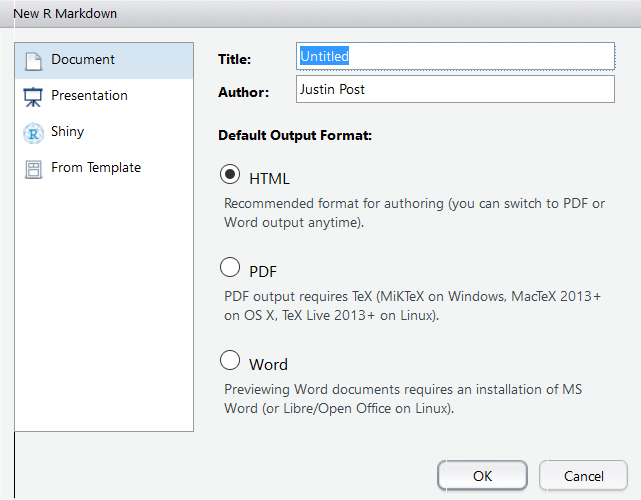 New R Markdown
Document
Presentation
Shiny
From Template
Title: Untitled
Author: Justin Post
Default Output Format:
HTML
Recommended format for authoring (you can switch to PDF or
Word output anytime).
PDF
PDF output requires TeX (MiKTeX on Windows, MacTeX 2013+
on OS X, TeX Live 2013+ on Linux).
Word
Previewing Word documents requires an installation of MS
Word (or Libre/Open Office on Linux).
OK Cancel